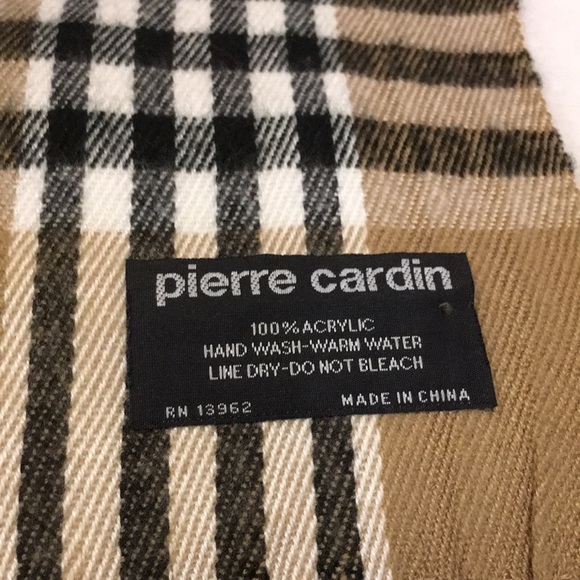 pierre cardin
100% ACRYLIC
HAND WASH-WARM WATER
LINE DRY-DO NOT BLEACH
RN 13962 MADE IN CHINA